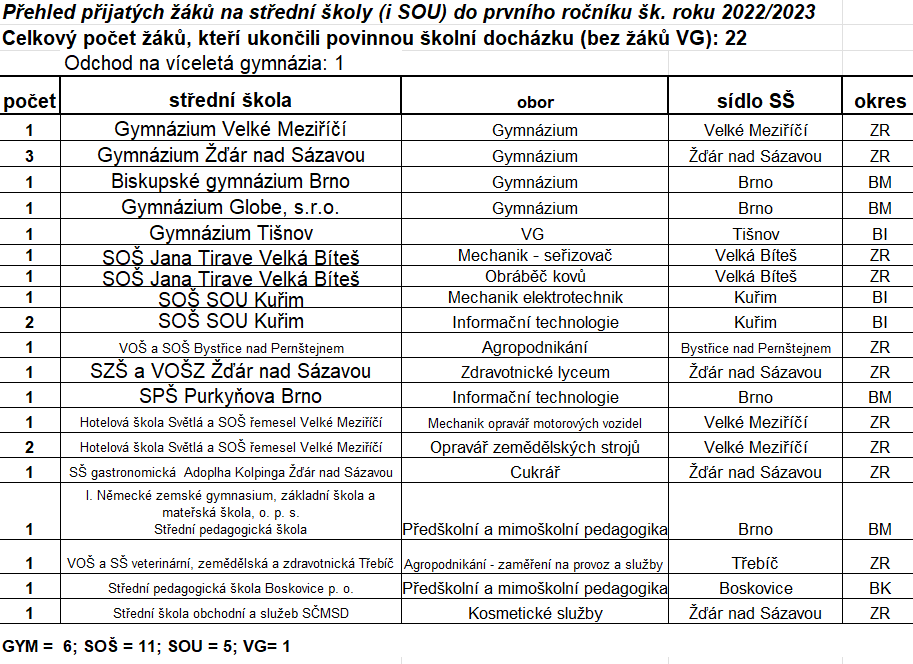 Přehled přijatých žáků na střední školy (i SOU) do prvního ročníku šk. roku 2022/2023
Celkový počet žáků, kteří ukončili povinnou školní docházku (bez žáků VG): 22
Odchod na víceletá gymnázia: 1
počet střední škola obor sídlo SŠ okres
1 Gymnázium Velké Meziříčí Gymnázium Velké Meziříčí ZR
3 Gymnázium Žďár nad Sázavou Gymnázium Žďár nad Sázavou ZR
1 Biskupské gymnázium Brno Gymnázium Brno BM
1 Gymnázium Globe, s.r.o. Gymnázium Brno BM
1 Gymnázium Tišnov VG Tišnov BI
1 SOŠ Jana Tirave Velká Bíteš Mechanik - seřizovač Velká Bíteš ZR
1 SOŠ Jana Tirave Velká Bíteš Obráběč kovů Velká Bíteš ZR
1 SOŠ SOU Kuřim Mechanik elektrotechnik Kuřim BI
2 SOŠ SOU Kuřim Informační technologie Kuřim BI
1 VOŠ a SOŠ Bystřice nad Pernštejnem Agropodnikání Bystřice nad Pernštejnem ZR
1 SZŠ a VOŠZ Žďár nad Sázavou Zdravotnické lyceum Žďár nad Sázavou ZR
1 SPŠ Purkyňova Brno Informační technologie Brno BM
1 Hotelová škola Světlá a SOŠ řemesel Velké Meziříčí Mechanik opravář motorových vozidel Velké Meziříčí ZR
2 Hotelová škola Světlá a SOŠ řemesel Velké Meziříčí Opravář zemědělských strojů Velké Meziříčí ZR
1 SŠ gastronomická Adoplha Kolpinga Žďár nad Sázavou Cukrář Žďár nad Sázavou ZR
I. Německé zemské gymnasium, základní škola a
mateřská škola, o. p. s.
1 Střední pedagogická škola Předškolní a mimoškolní pedagogika Brno BM
1 VOŠ a SŠ veterinární, zemědělská a zdravotnická Třebíč Agropodnikání - zaměření na provoz a služby Třebíč ZR
1 Střední pedagogická škola Boskovice p. o. Předškolní a mimoškolní pedagogika Boskovice BK
1 Střední škola obchodní a služeb SČMSD Kosmetické služby Žďár nad Sázavou ZR
GYM = 6; SOŠ = 11; SOU = 5; VG= 1